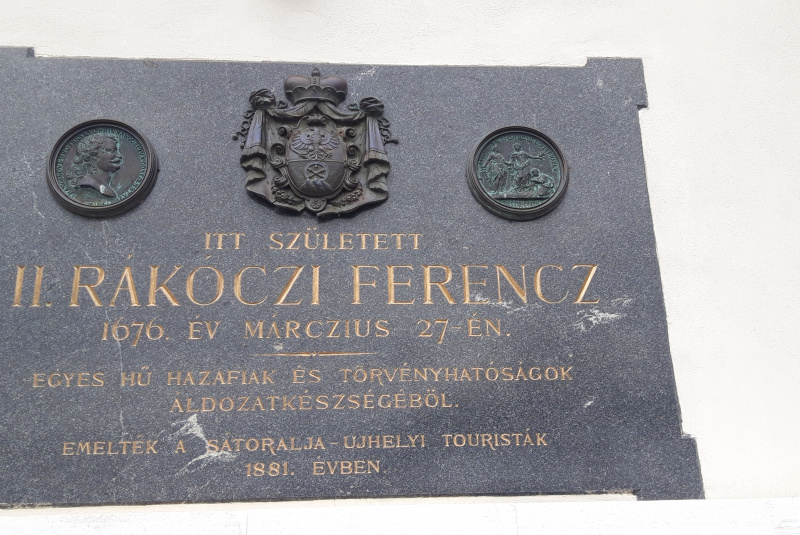 ITT SZÜLETETT
II. RÁKÓCZI FERENCZ
1676. ÉV MÁRCZIUS 27-ÉN.
EGYES HŰ HAZAFIAK ÉS TÖRVÉNYHATÓSÁGOK
ÁLDOZATKÉSZSÉGÉBŐL.
EMELTÉK A SÁTORALJA-UJHELYI TOURISTÁK
1881. ÉVBEN